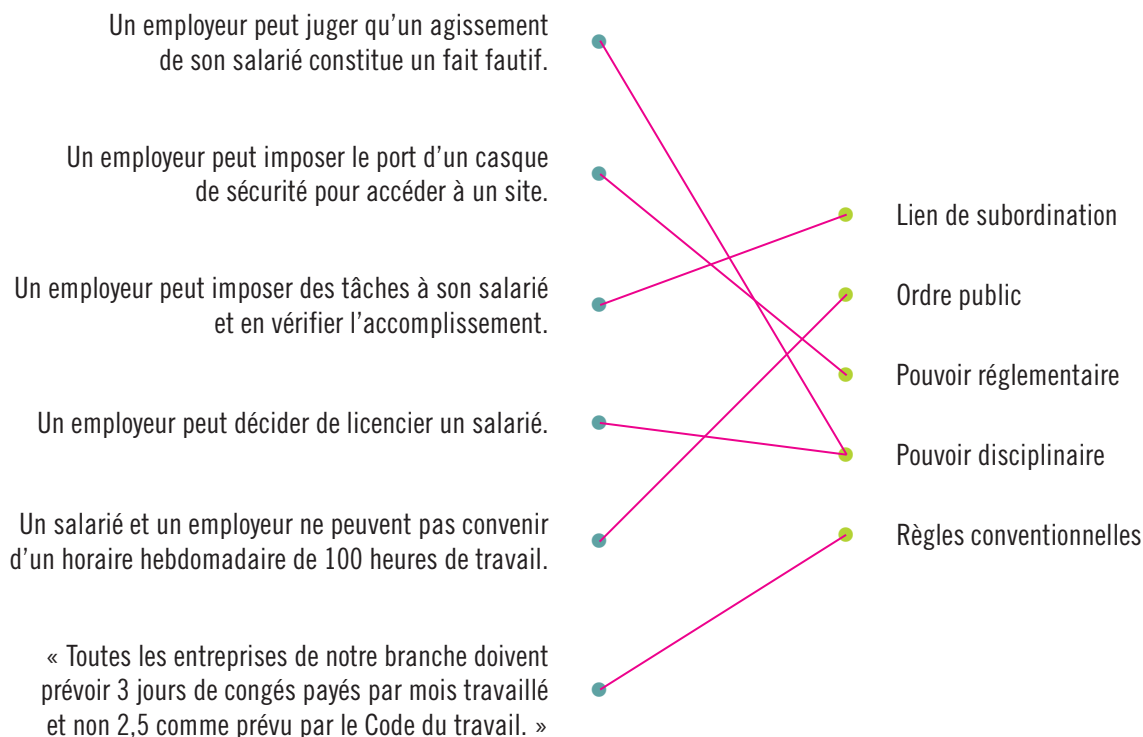 Un employeur peut juger qu'un agissement
de son salarié constitue un fait fautif.
Un employeur peut imposer le port d'un casque
de sécurité pour accéder à un site.
Un employeur peut imposer des tâches à son salarié
et en vérifier l'accomplissement.
Un employeur peut décider de licencier un salarié.
Un salarié et un employeur ne peuvent pas convenir
d'un horaire hebdomadaire de 100 heures de travail.
« Toutes les entreprises de notre branche doivent
prévoir 3 jours de congés payés par mois travaillé
et non 2,5 comme prévu par le Code du travail. »
Lien de subordination
Ordre public
Pouvoir réglementaire
Pouvoir disciplinaire
Règles conventionnelles